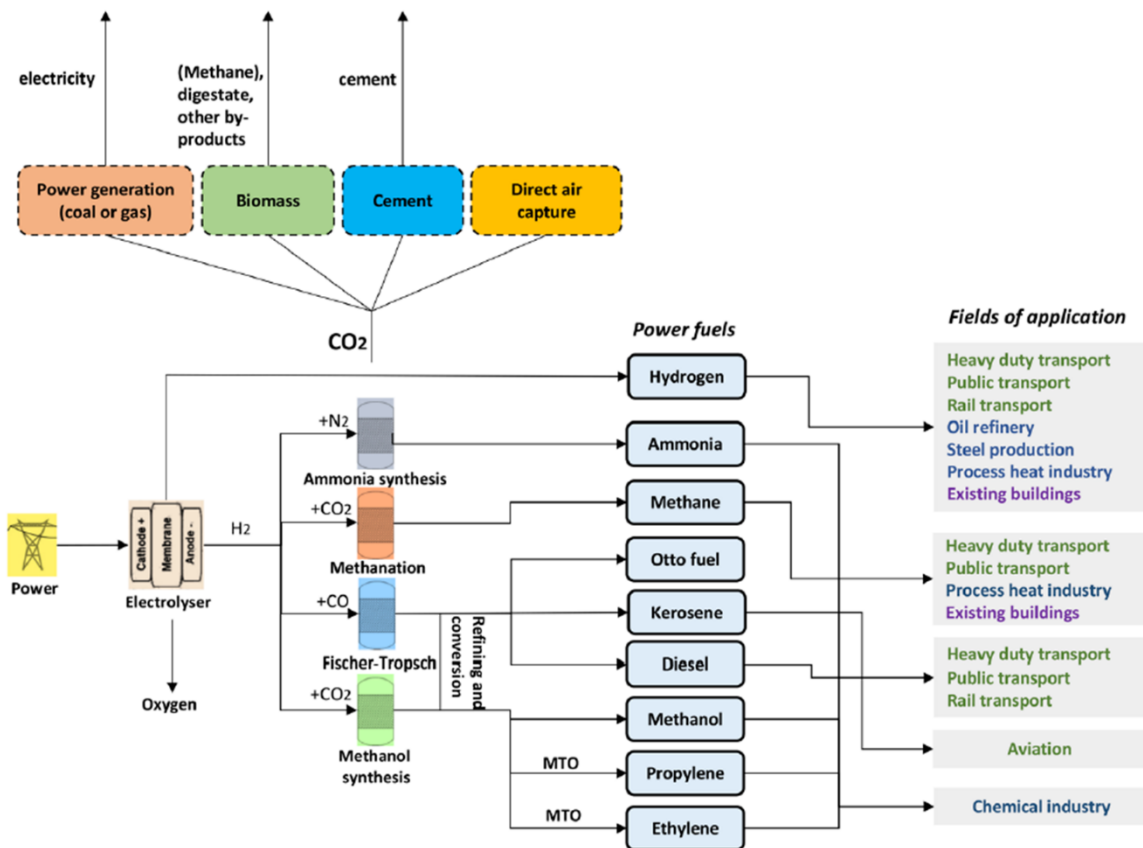 electricity
(Methane),
digestate,
other by-
products
cement
Power generation
(coal or gas)
Biomass
Cement
Direct air
capture
CO2
Power fuels
Fields of application
Hydrogen
Heavy duty transport
Public transport
Rail transport
Oil refinery
Steel production
Process heat industry
Existing buildings
+N2
Ammonia synthesis
Ammonia
+CO2
Methanation
Methane
Heavy duty transport
Public transport
Process heat industry
Existing buildings
Power
Cathode +
Membrane
Anode -
Electrolyser
H2
Oxygen
+CO
Fischer-Tropsch
Refining and
conversion
Otto fuel
Kerosene
Diesel
Heavy duty transport
Public transport
Rail transport
+CO2
Methanol
synthesis
Methanol
Aviation
MTO
Propylene
MTO
Ethylene
Chemical industry